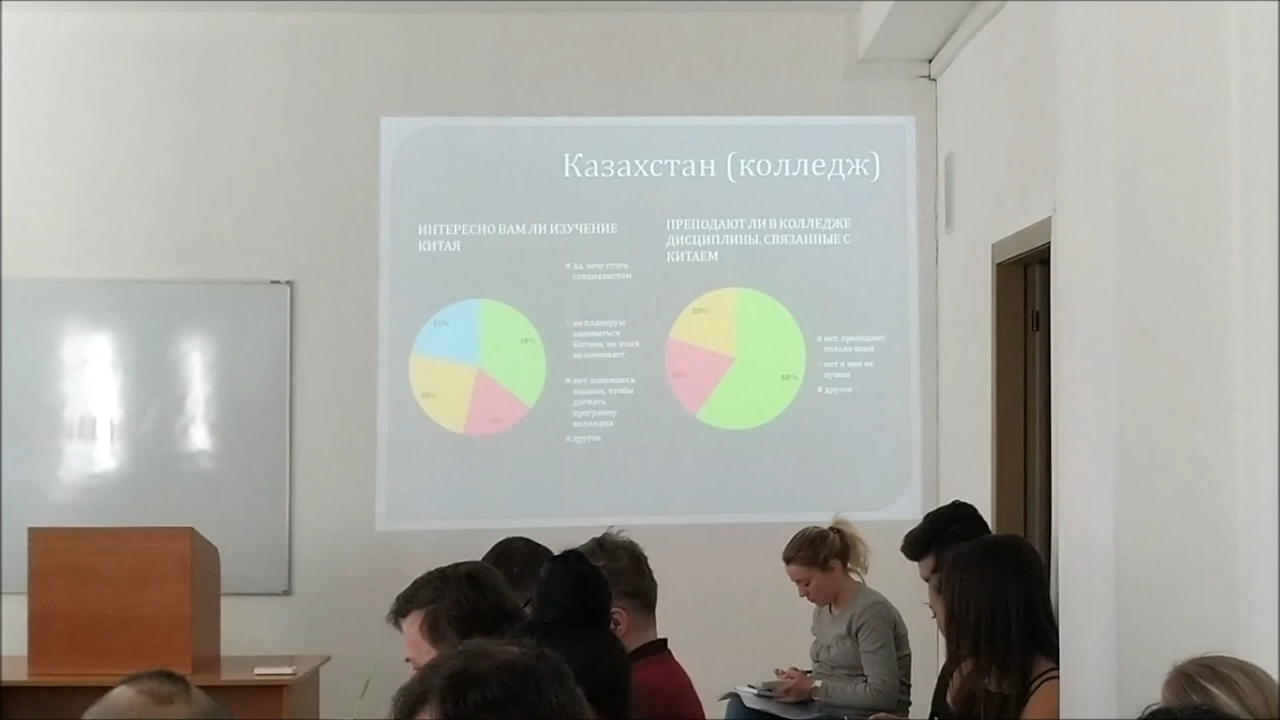 Казахстан (колледж)
ИНТЕРЕСНО ВАМ ЛИ ИЗУЧЕНИЕ
КИТАЯ
да, хочу стать
специалистом
не планирую
заниматься
Китаем, но язык
не помешает
нет, занимаюсь
языком, чтобы
программу
колледжа
другое
ПРЕПОДАЮТ ЛИ В КОЛЛЕДЖЕ
ДИСЦИПЛИНЫ, СВЯЗАННЫЕ С
КИТАЕМ
20%
60%
нет, преподают
только язык
нет и мне не
нужно
другое